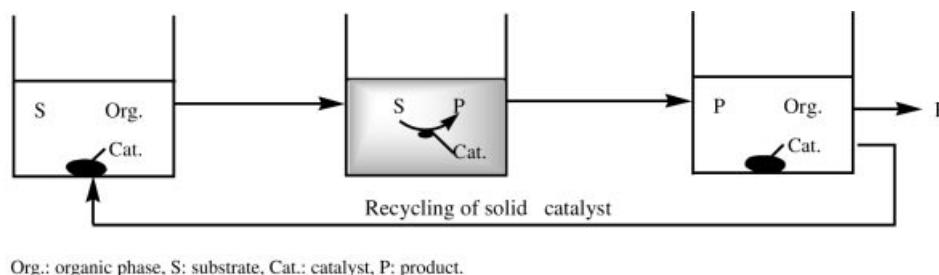 S Org.
Cat.
S P
Cat.
P Org.
Cat.
Recycling of solid catalyst
Org.: organic phase, S: substrate, Cat.: catalyst, P: product.